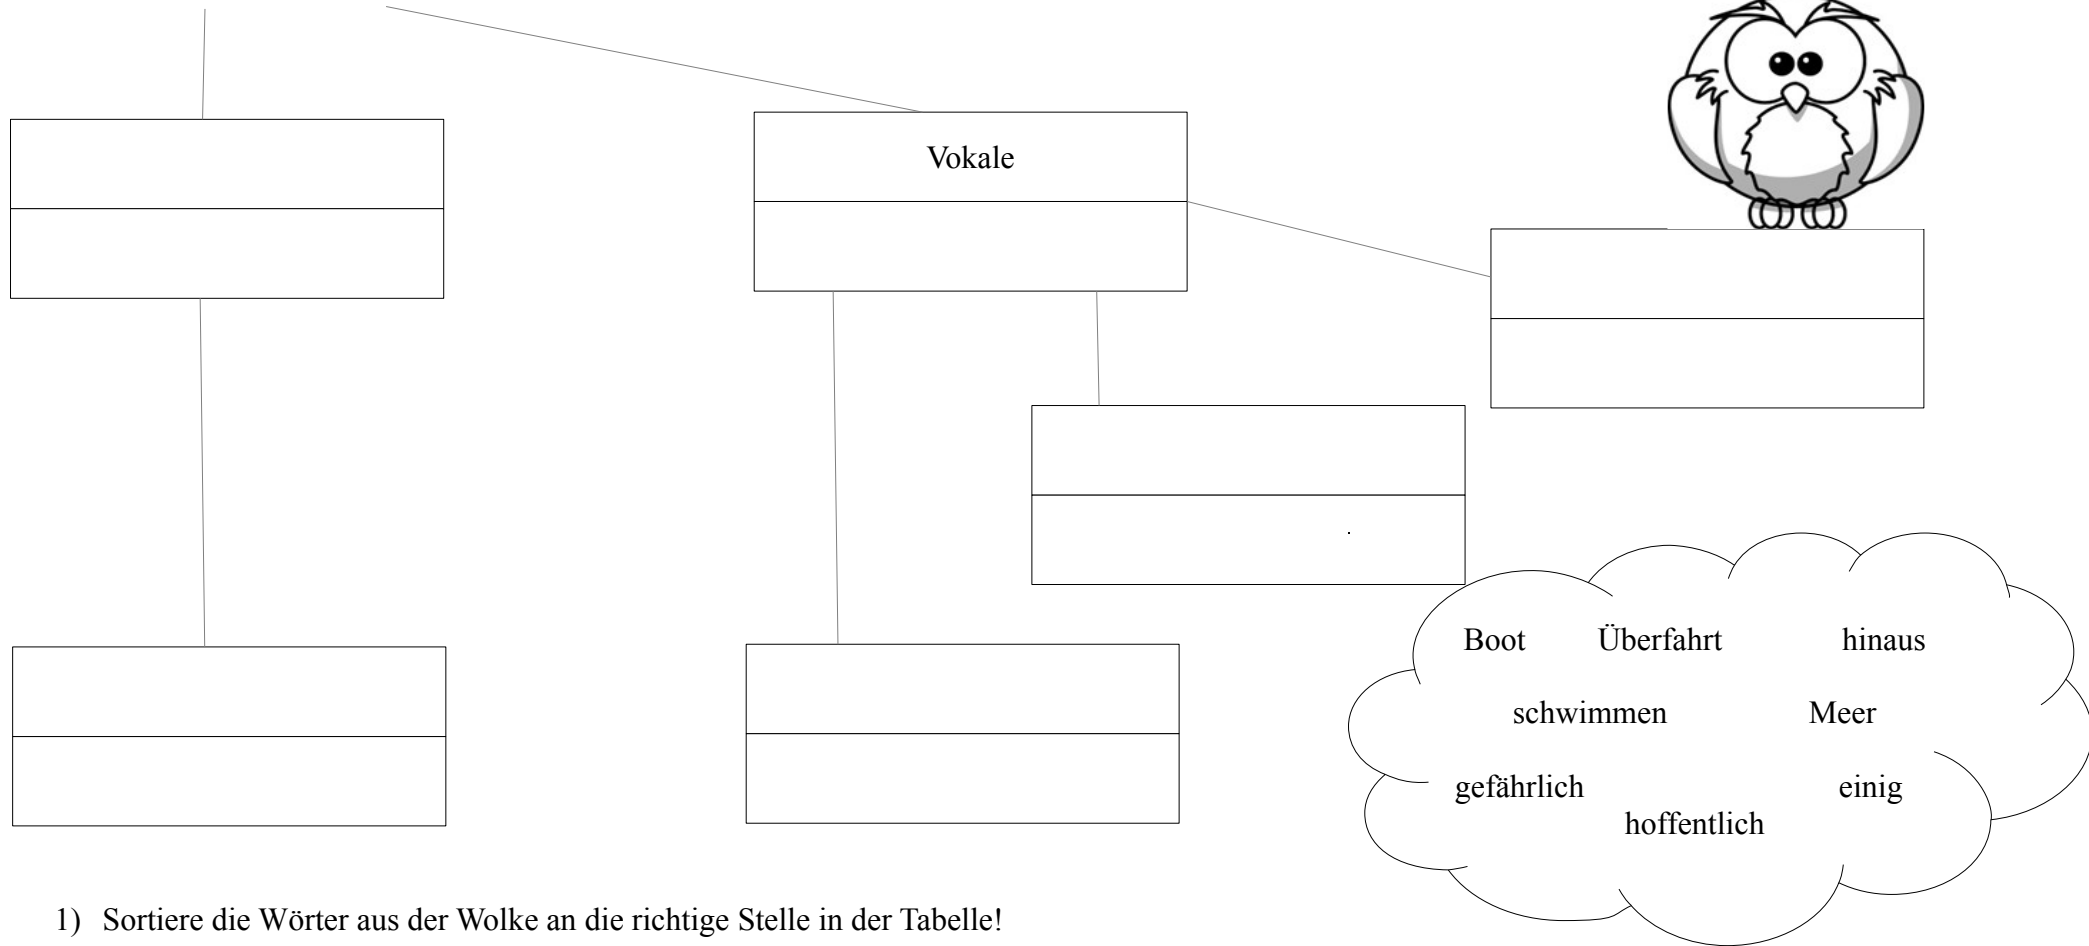 Vokale
Boot Überfahrt hinaus
schwimmen Meer
gefährlich einig
hoffentlich
1) Sortiere die Wörter aus der Wolke an die richtige Stelle in der Tabelle!